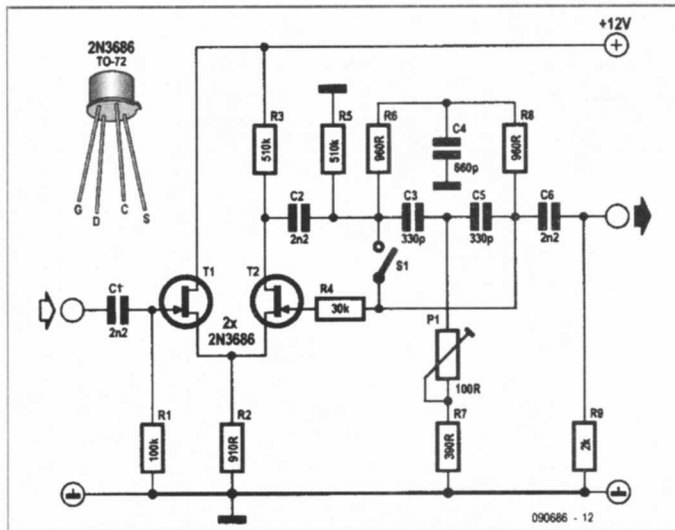 2N3686
TO-72
G D C S
+12V
R3
510k
R5
510k
R6
960R
C4
660p
R8
960R
C2
2n2
C3
330p
C5
330p
C6
2n2
S1
C1
2n2
T1
T2
R4
30k
2x
2N3686
P1
100R
R1
100k
R2
910R
R7
390R
R9
2k
090686 - 12